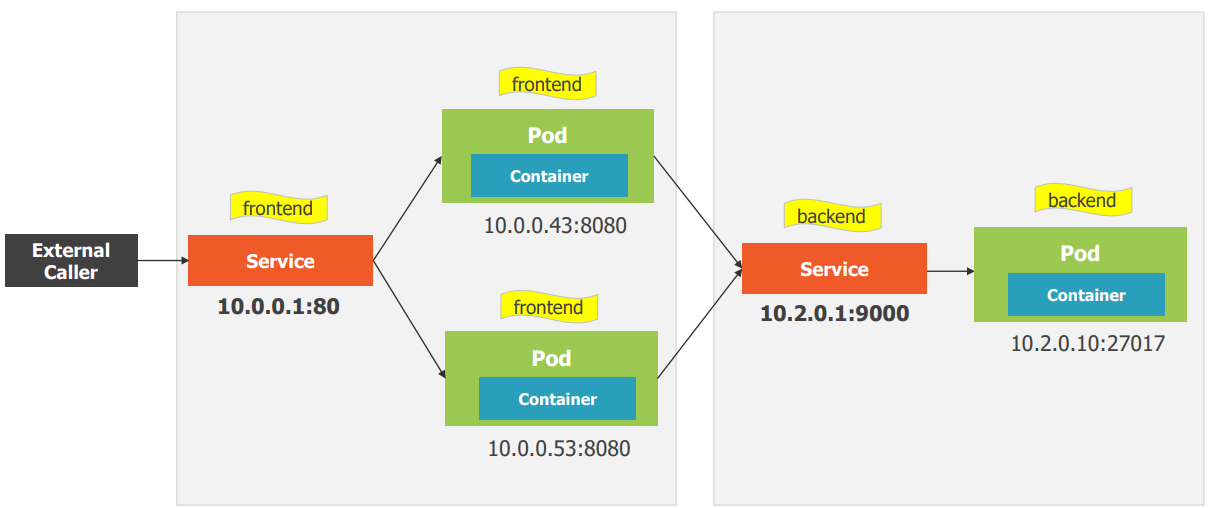 External
Caller
frontend
Service
10.0.0.1:80
frontend
Pod
Container
10.0.0.43:8080
frontend
Pod
Container
10.0.0.53:8080
backend
Service
10.2.0.1:9000
backend
Pod
Container
10.2.0.10:27017